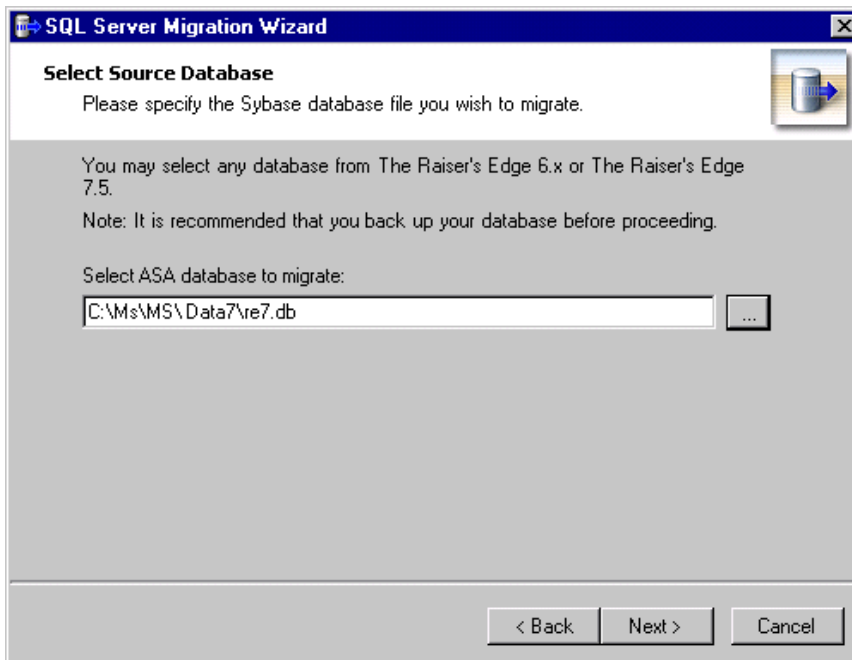 SQL Server Migration Wizard
Select Source Database
Please specify the Sybase database file you wish to migrate.
You may select any database from The Raiser's Edge 6.x or The Raiser's Edge
7.5.
Note: It is recommended that you back up your database before proceeding.
Select ASA database to migrate:
C:\Ms\MS\Data7\re7.db
...
< Back
Next >
Cancel